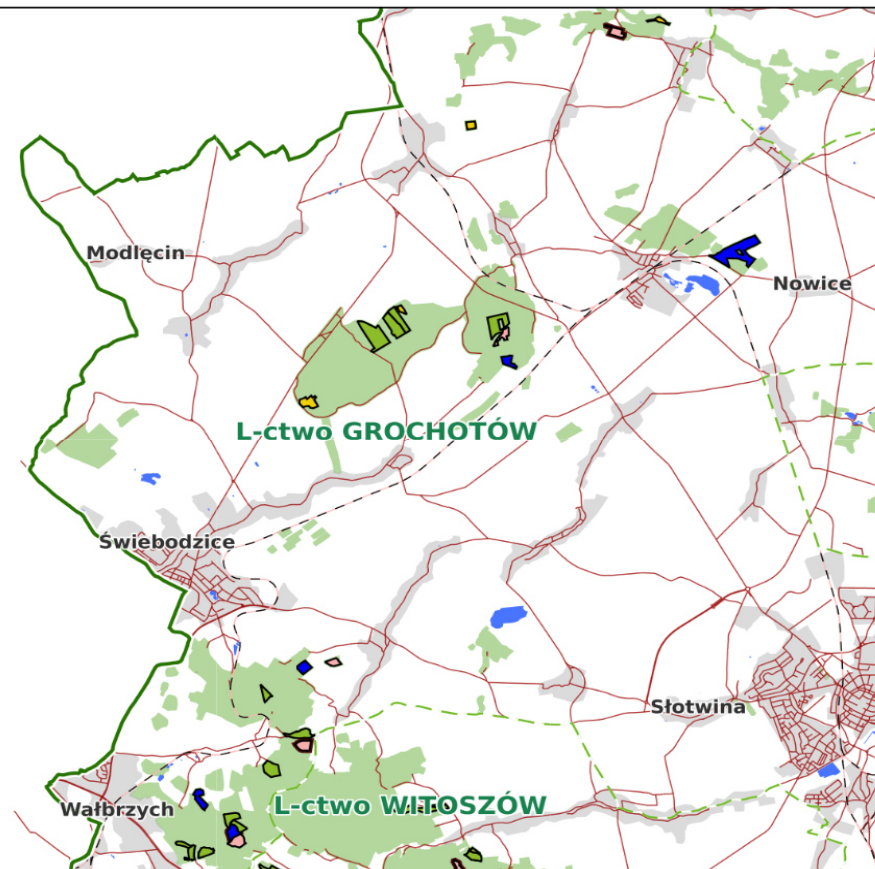 Modlęcin
Nowice
L-ctwo GROCHOTÓW
Świebodzice
Słotwina
Wałbrzych
L-ctwo WITOSZÓW